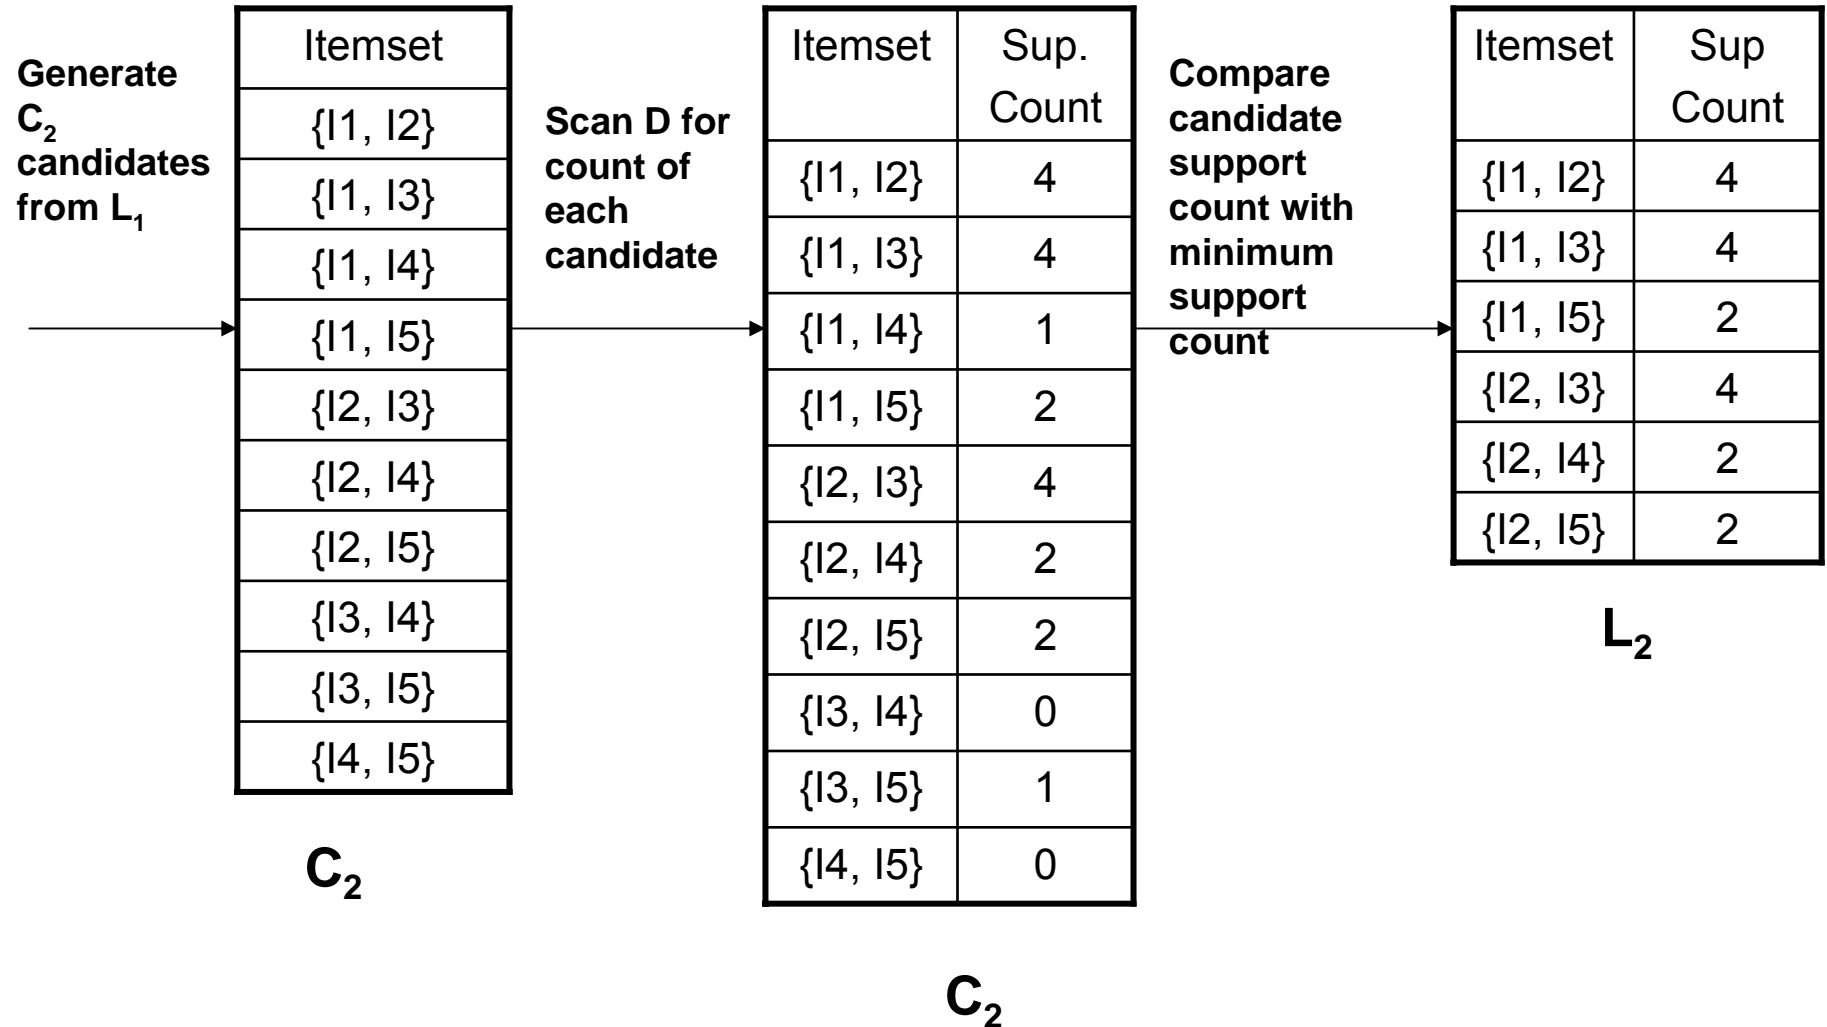 Generate
C₂
candidates
from L₁
Itemset
{I1, I2}
{I1, I3}
{I1, I4}
{I1, I5}
{I2, I3}
{I2, I4}
{I2, I5}
{I3, I4}
{I3, I5}
{I4, I5}
C₂
Scan D for
count of
each
candidate
Itemset Sup.
Count
{I1, I2} 4
{I1, I3} 4
{I1, I4} 1
{I1, I5} 2
{I2, I3} 4
{I2, I4} 2
{I2, I5} 2
{I3, I4} 0
{I3, I5} 1
{I4, I5} 0
C₂
Compare
candidate
support
count with
minimum
support
count
Itemset Sup
Count
{I1, I2} 4
{I1, I3} 4
{I1, I5} 2
{I2, I3} 4
{I2, I4} 2
{I2, I5} 2
L₂